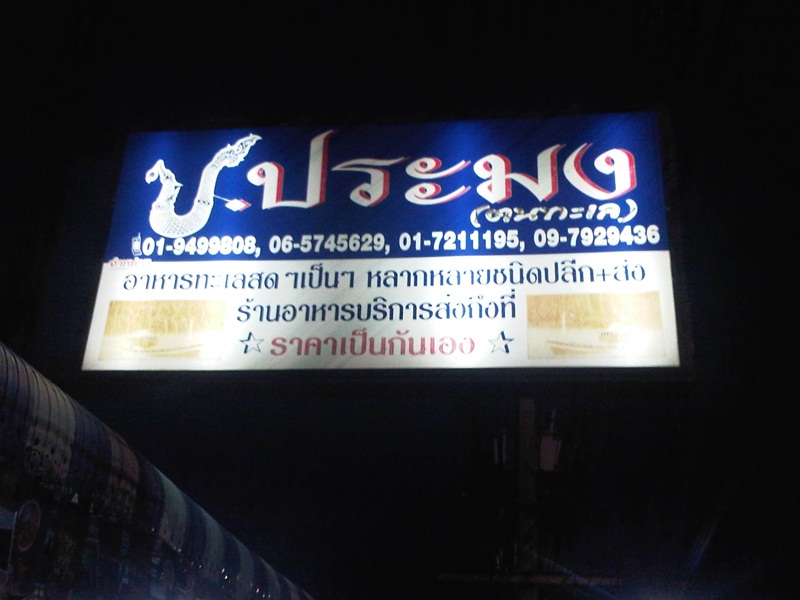 ช.ประมง
(ตนทะเล)
01-9499808, 06-5745629, 01-7211195, 09-7929436
อาหารทะเลสดๆเป็นๆ หลากหลายชนิดปลีก+ส่ง
ร้านอาหารบริการส่งถึงที่
ราคาเป็นกันเอง